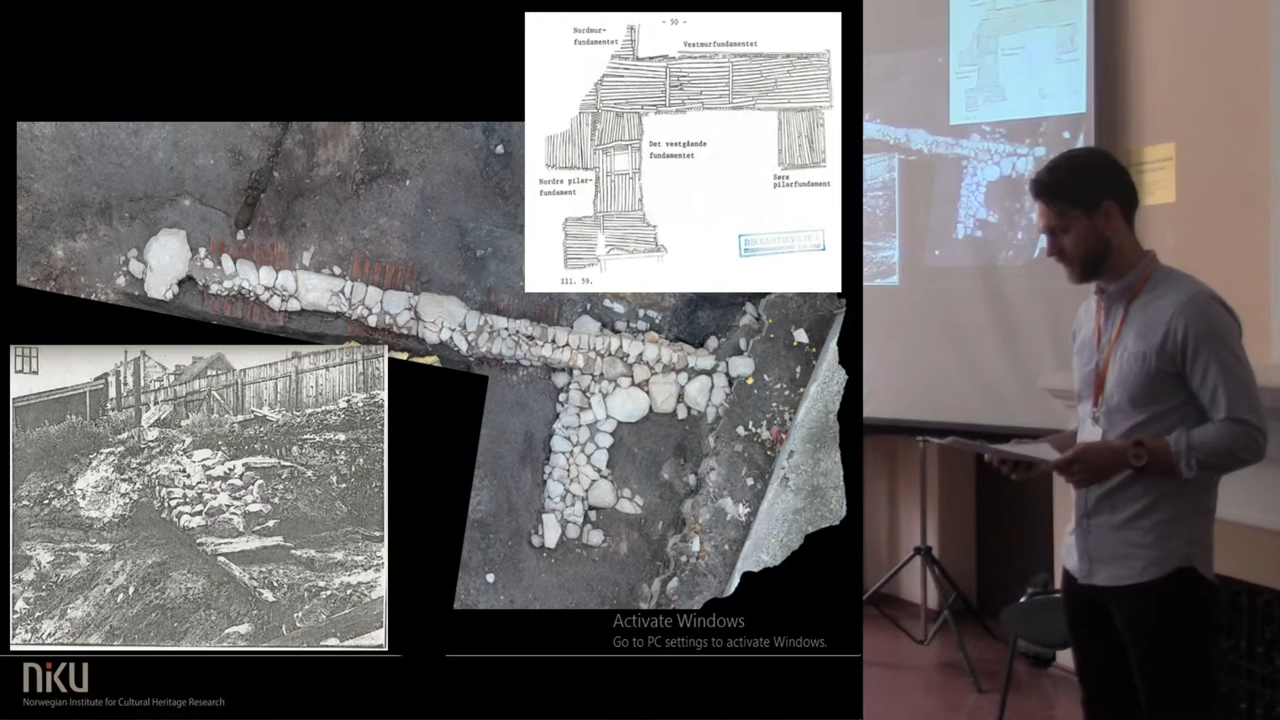 - 50 -
Nordmur-
fundamentet
Vestmurfundamentet
Det vestgående
fundamentet
Nordre pilar-
fundament
Søre
pilarfundament
Ill. 59.
Activate Windows
Go to PC settings to activate Windows.
niku
Norwegian Institute for Cultural Heritage Research